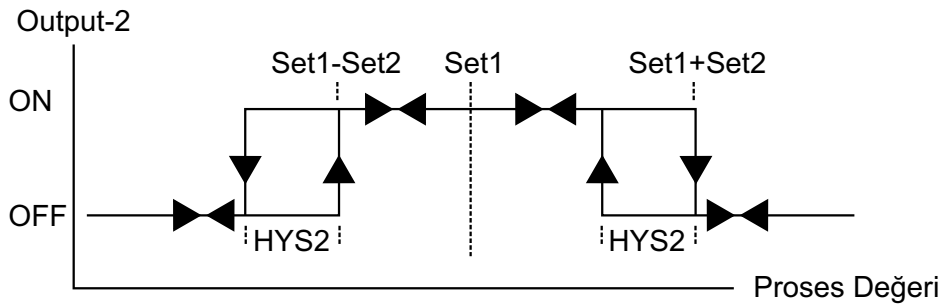 Output-2
Set1-Set2 Set1 Set1+Set2
ON
OFF
HYS2 HYS2
Proses Değeri